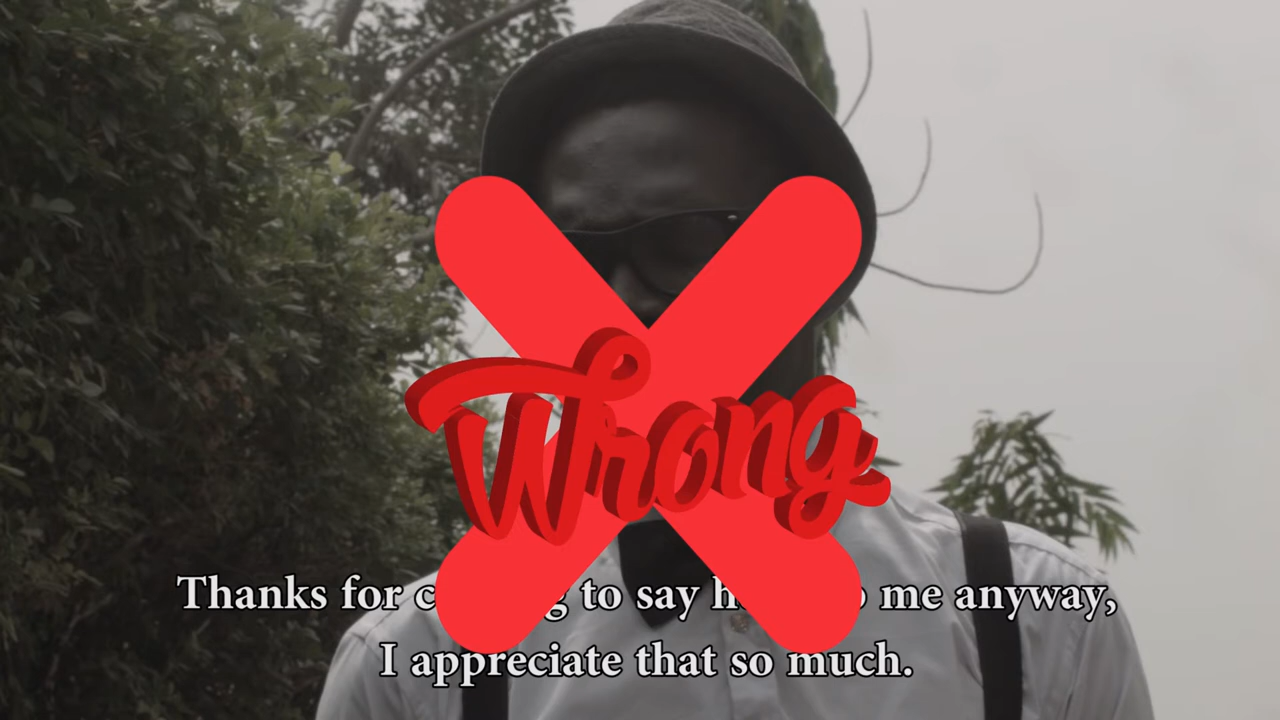 Wrong
Thanks for to say me anyway,
I appreciate that so much.